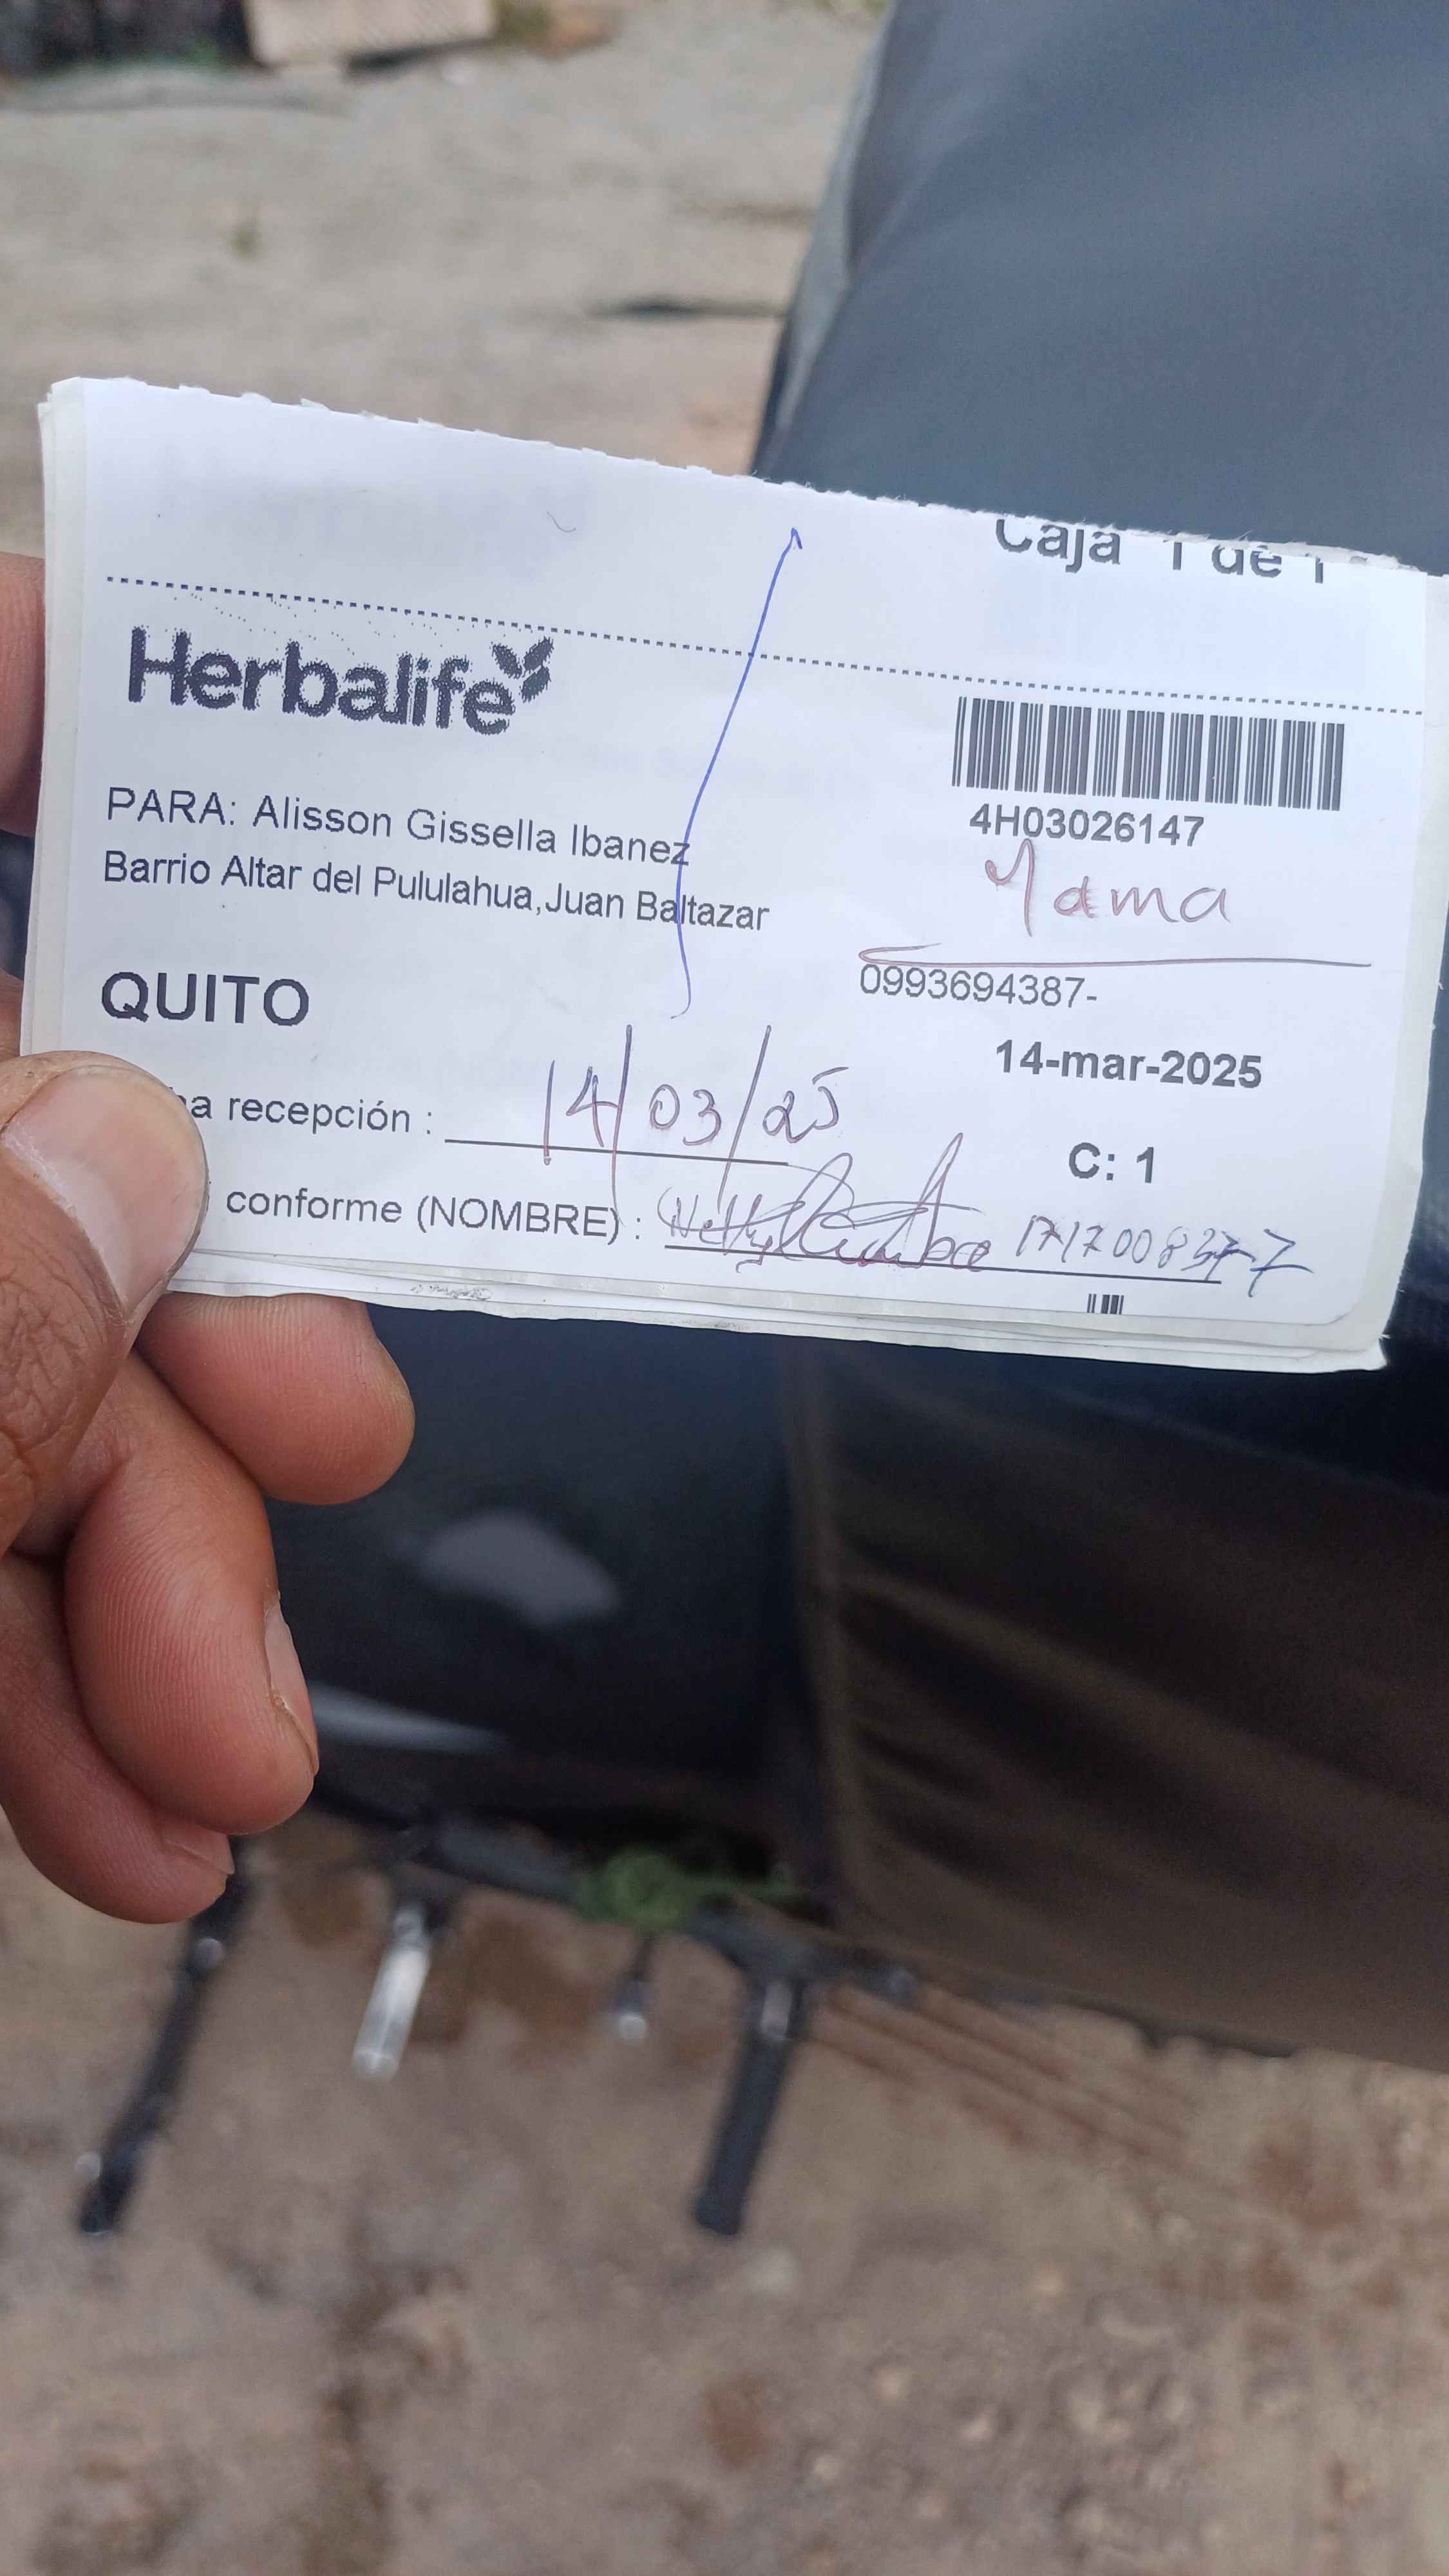 Caja 1 de 1
Herbalife
4H03026147
PARA: Alisson Gissella Ibanez
Barrio Altar del Pululahua,Juan Baltazar
Mama
0993694387-
QUITO
14-mar-2025
a recepción : 14/03/25
C: 1
conforme (NOMBRE) : Nelly